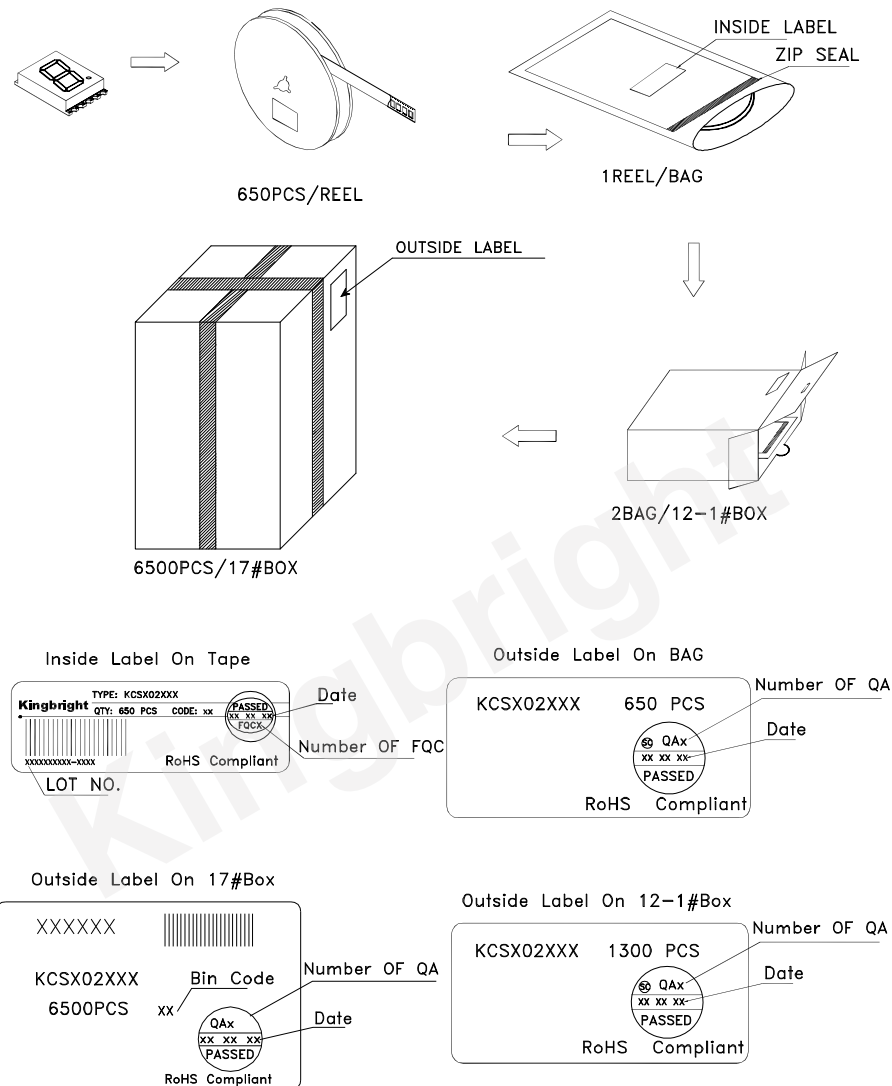 INSIDE LABEL
ZIP SEAL
650PCS/REEL
1REEL/BAG
OUTSIDE LABEL
2BAG/12-1#BOX
6500PCS/17#BOX
Kingbright
Inside Label On Tape
Kingbright
TYPE: KCSX02XXX
QTY: 650 PCS CODE: xx
PASSED
xx xx xx
FQCX
xxxxxxxxxx-xxxx
RoHS Compliant
Date
Number OF FQC
LOT NO.
Outside Label On BAG
KCSX02XXX 650 PCS
QAx
xx xx xx
PASSED
RoHS Compliant
Number OF QA
Date
Outside Label On 17#Box
XXXXXX
KCSX02XXX Bin Code
6500PCS xx
QAx
xx xx xx
PASSED
RoHS Compliant
Number OF QA
Date
Outside Label On 12-1#Box
KCSX02XXX 1300 PCS
QAx
xx xx xx
PASSED
RoHS Compliant
Number OF QA
Date